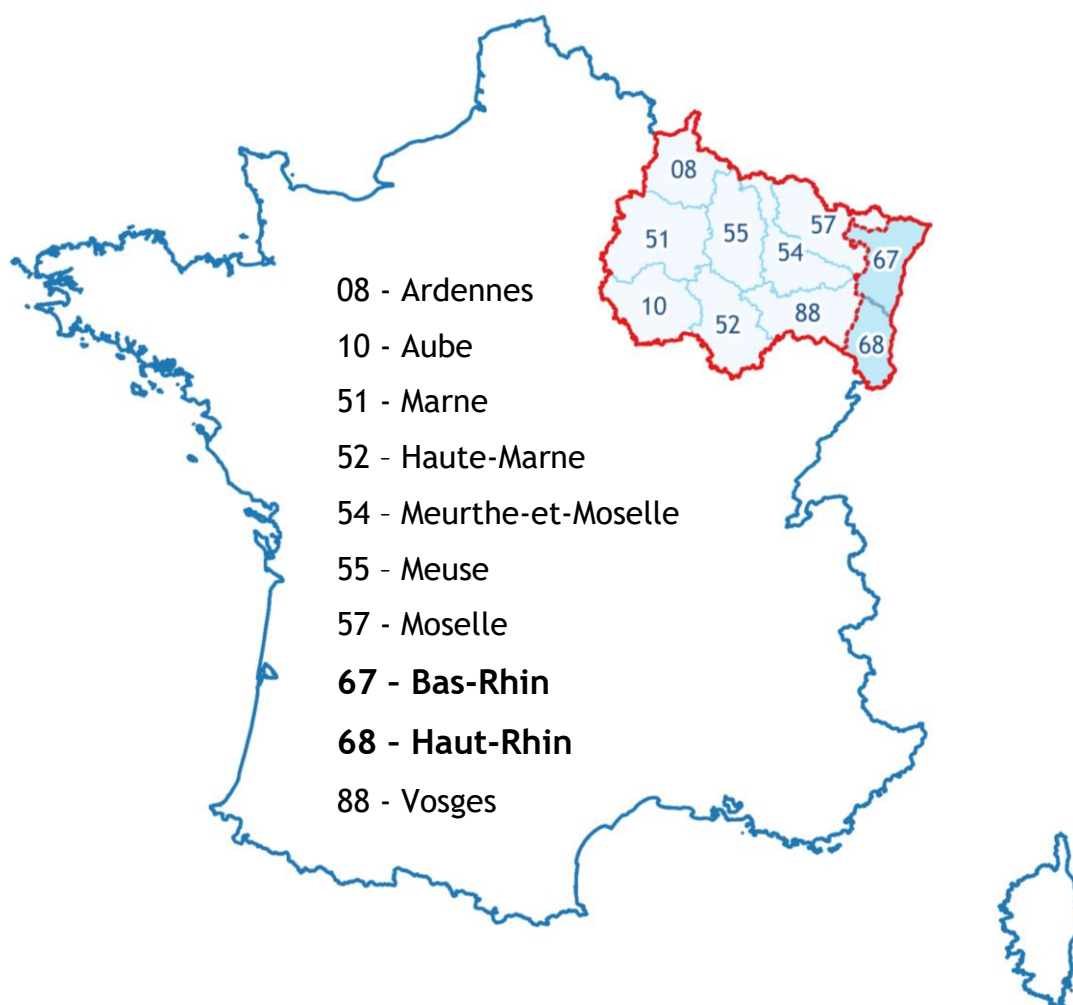 08
57
55
51
67
54
10
88
52
68
08 - Ardennes
10 - Aube
51 - Marne
52 – Haute-Marne
54 – Meurthe-et-Moselle
55 – Meuse
57 - Moselle
67 – Bas-Rhin
68 – Haut-Rhin
88 - Vosges